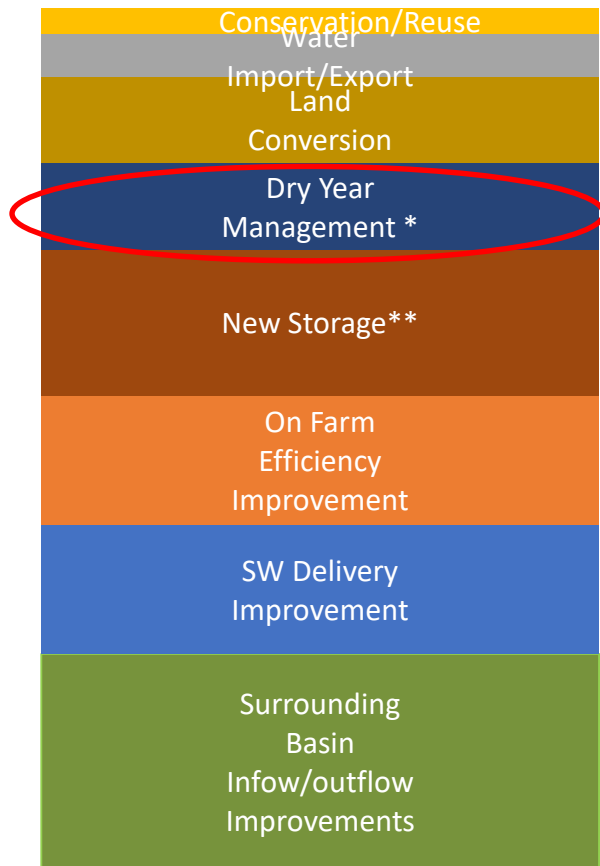 Conservation/Reuse
Water
Import/Export
Land
Conversion
Dry Year
Management *
New Storage**
On Farm
Efficiency
Improvement
SW Delivery
Improvement
Surrounding
Basin
Infow/outflow
Improvements